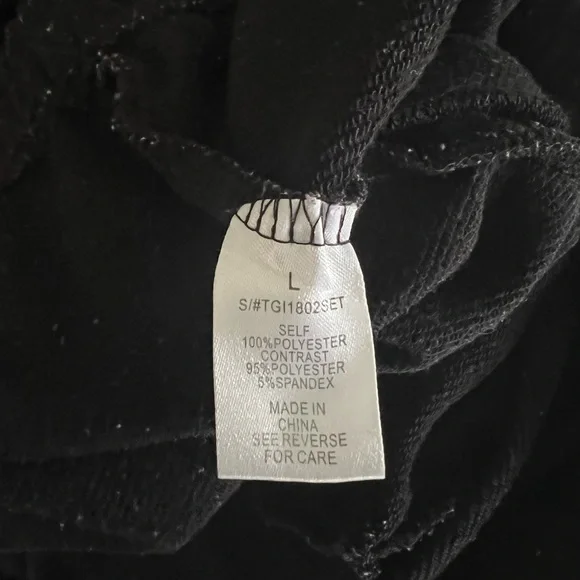 L
S/#TGI1802SET
SELF
100%POLYESTER
CONTRAST
95%POLYESTER
5%SPANDEX
MADE IN
CHINA
SEE REVERSE
FOR CARE